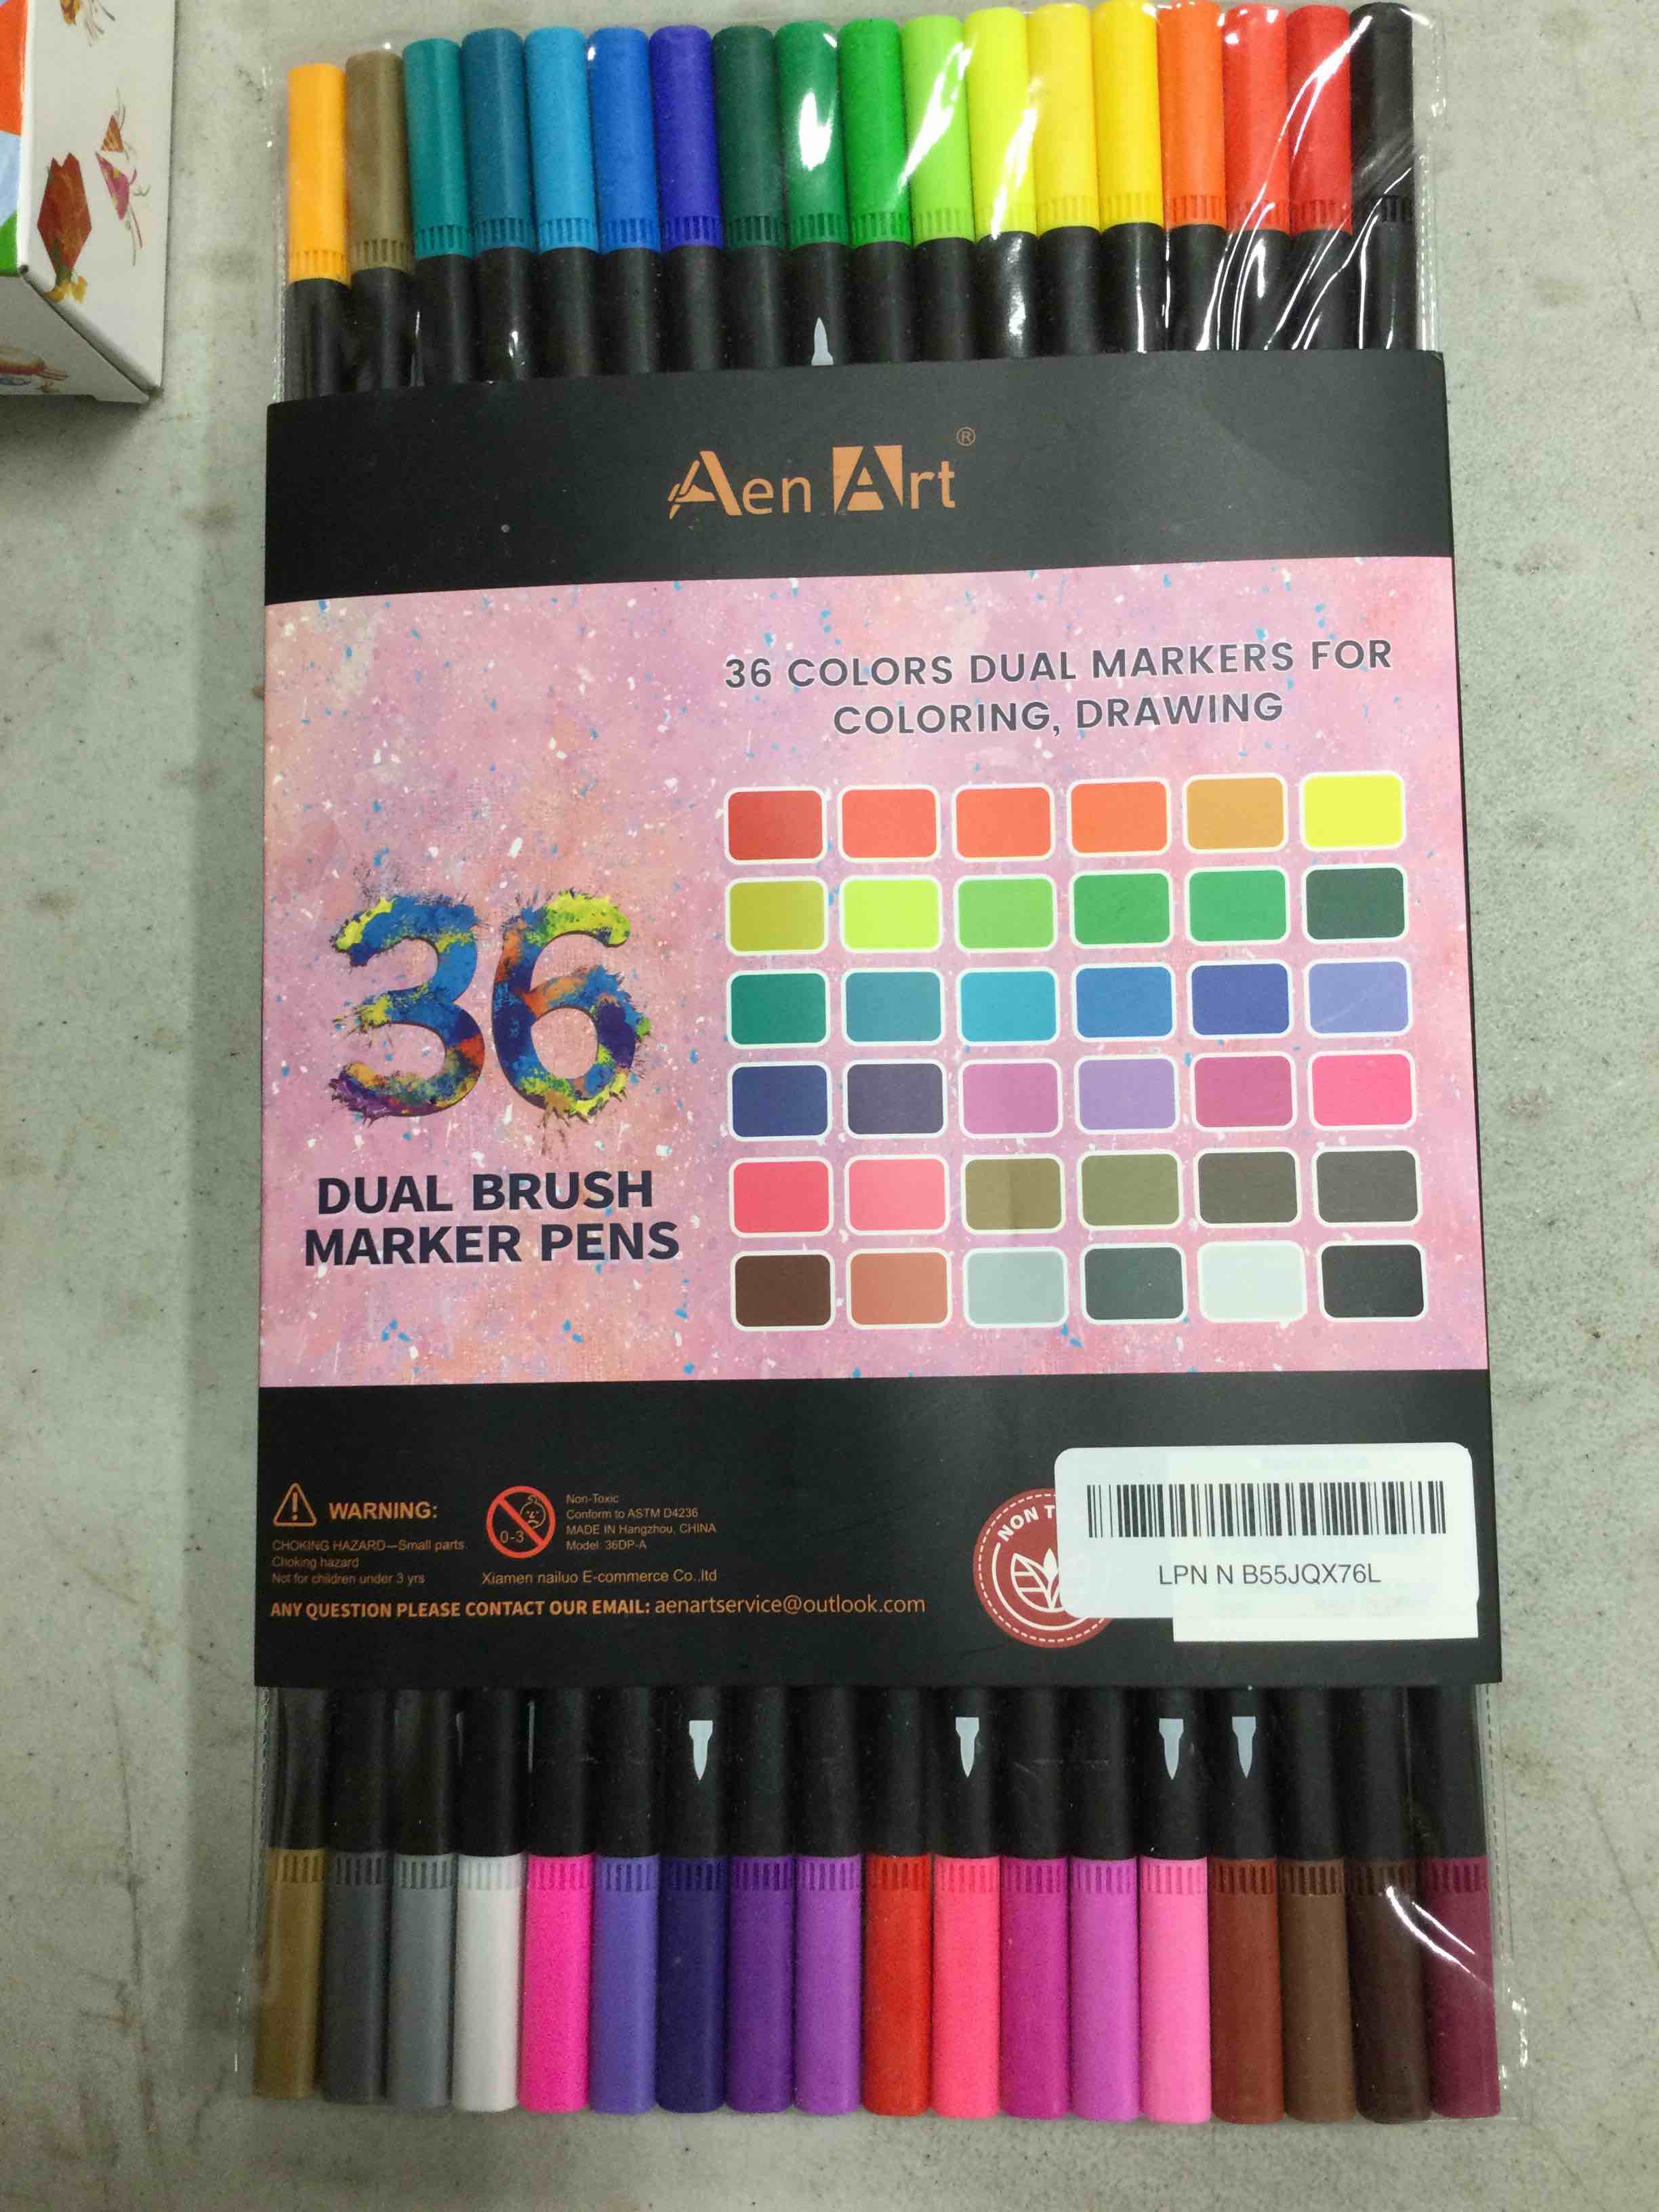 Aen Art®
36 COLORS DUAL MARKERS FOR
COLORING, DRAWING
36
DUAL BRUSH
MARKER PENS
WARNING:
CHOKING HAZARD—Small parts
Choking hazard
Not for children under 3 yrs
0-3
Non-Toxic
Conform to ASTM D4236
MADE IN Hangzhou, CHINA
Model: 36DP-A
Xiamen nailuo E-commerce Co.,ltd
ANY QUESTION PLEASE CONTACT OUR EMAIL: aenartservice@outlook.com
NON T
LPN N B55JQX76L